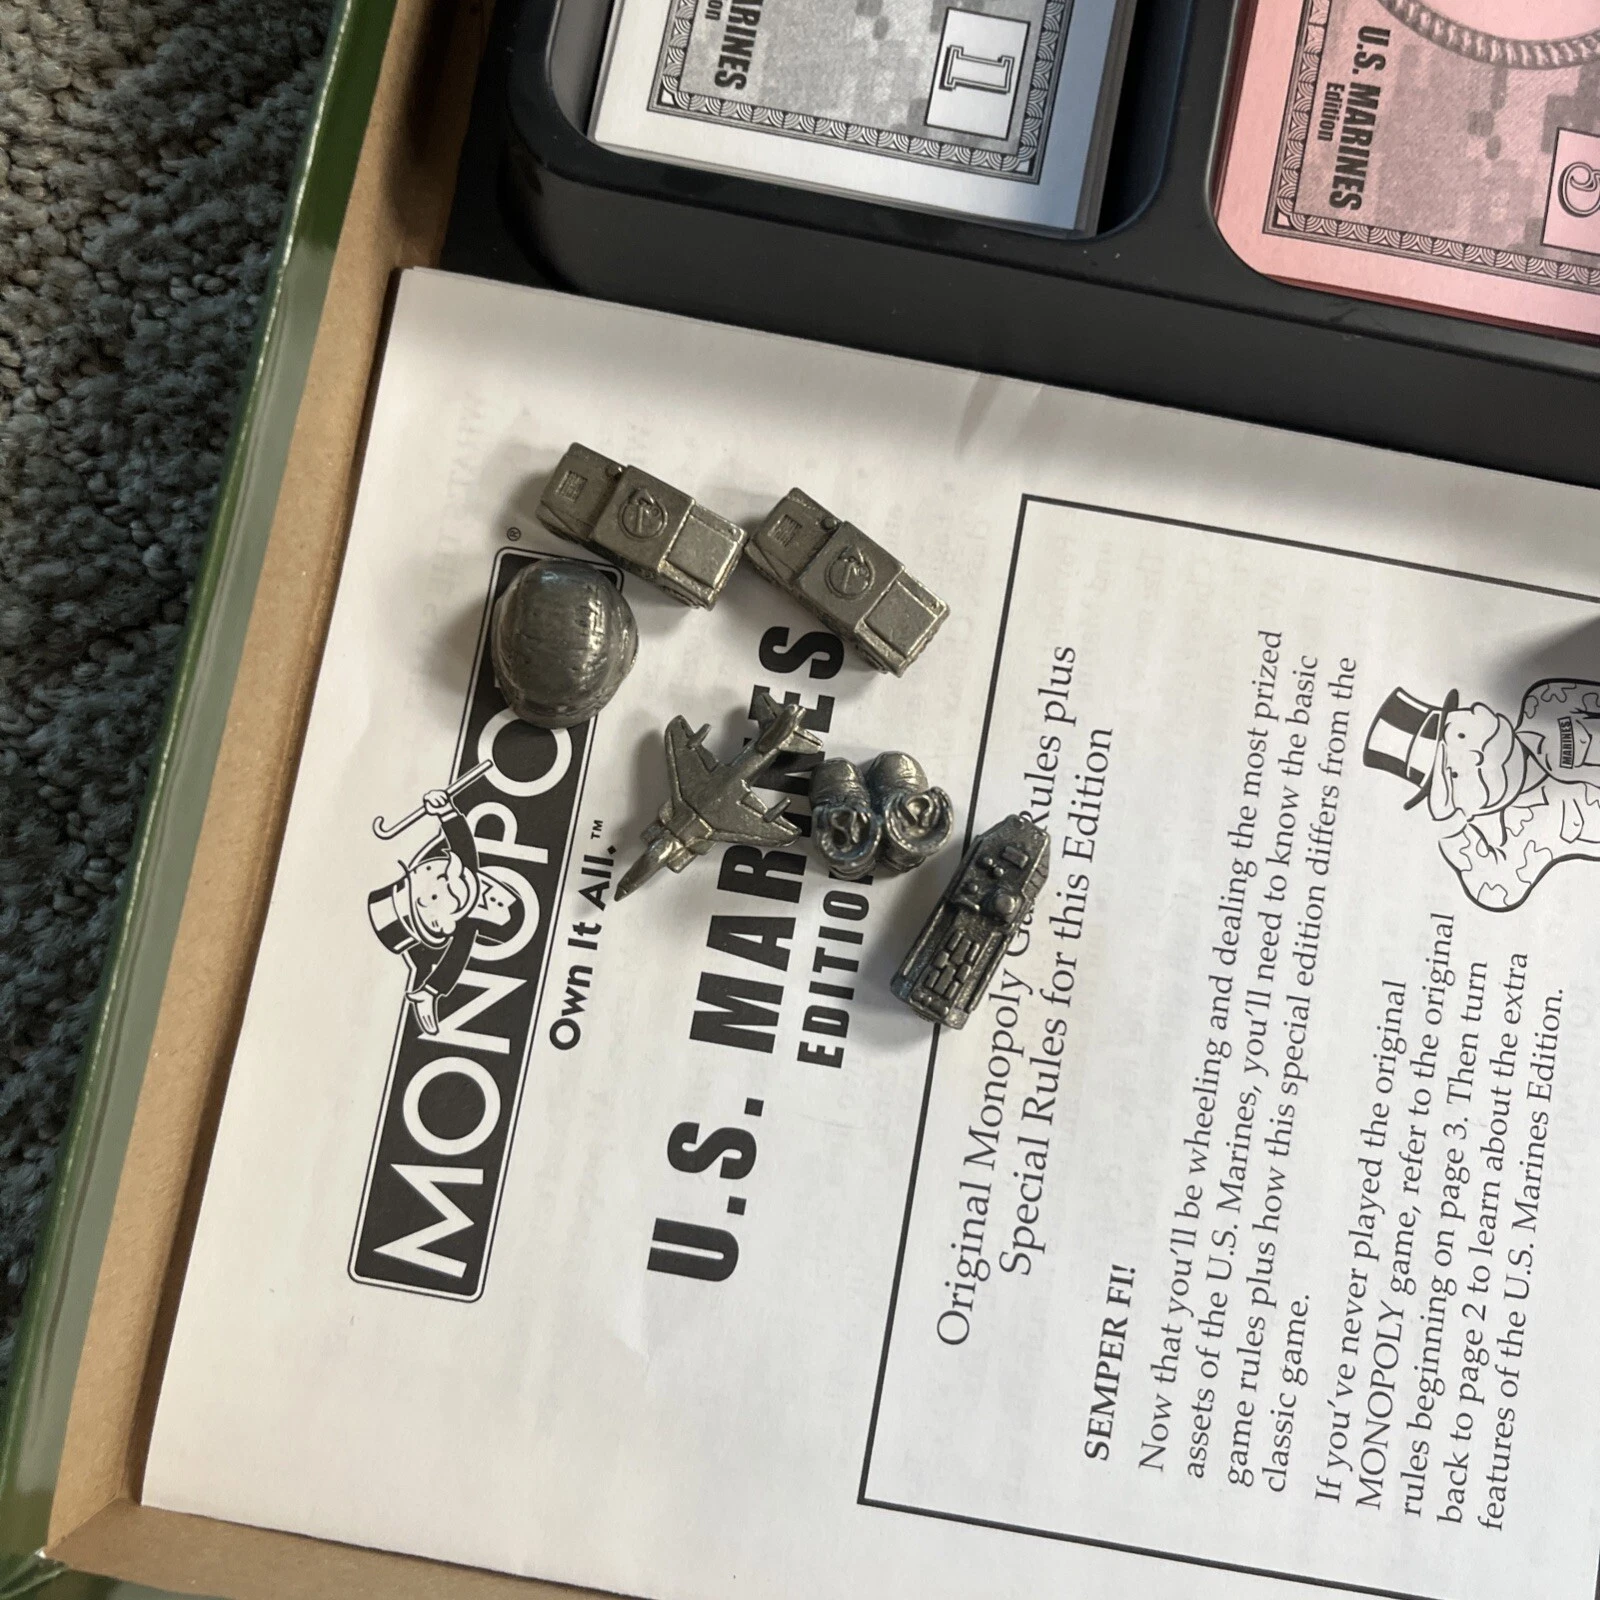 MARINES
1
U.S. MARINES
Edition
5
MONOPO
®
Own It All.™
U.S. MARINES
EDITIO
Original Monopoly Rules plus
Special Rules for this Edition
SEMPER FI!
Now that you'll be wheeling and dealing the most prized
assets of the U.S. Marines, you'll need to know the basic
game rules plus how this special edition differs from the
classic game.
If you've never played the original
MONOPOLY game, refer to the original
rules beginning on page 3. Then turn
back to page 2 to learn about the extra
features of the U.S. Marines Edition.
MARINES